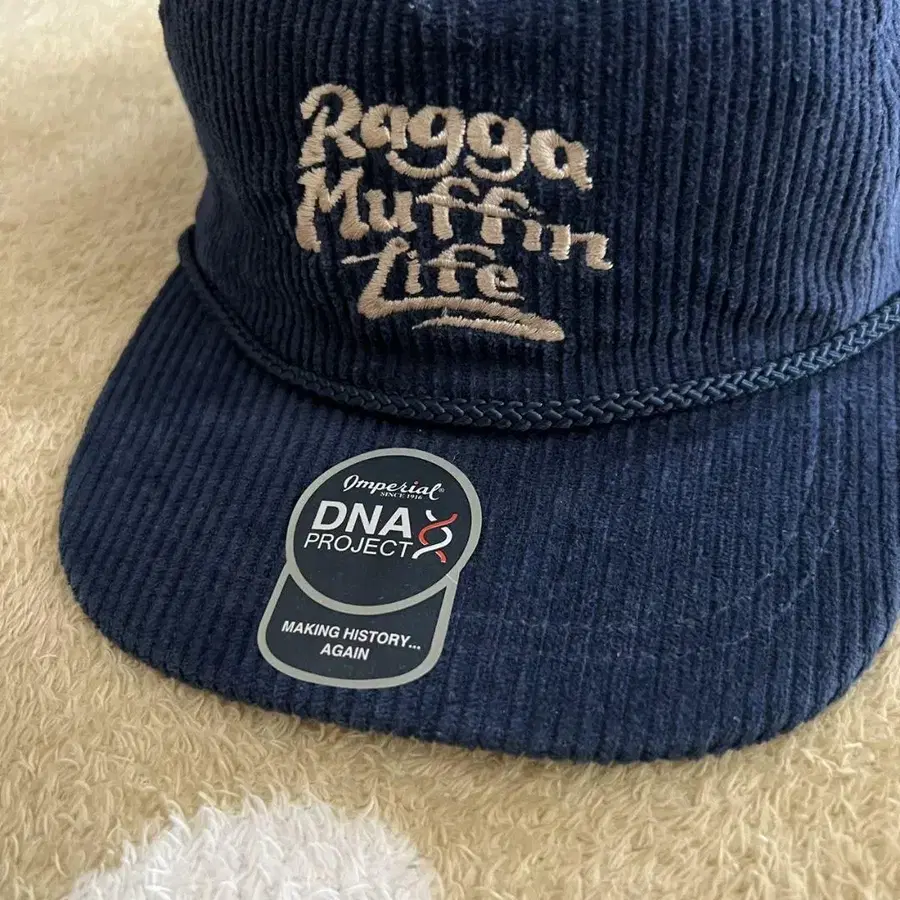 Ragga
Muffin
Life
Imperial®
SINCE 1916
DNA
PROJECT
MAKING HISTORY...
AGAIN